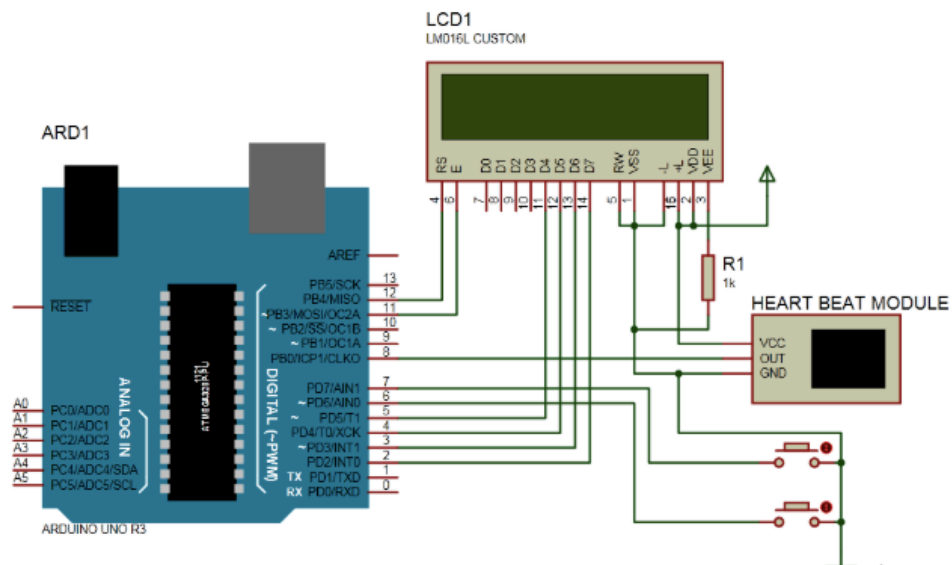 LCD1
LM016L CUSTOM
ARD1
RS
E
D0
D1
D2
D3
D4
D5
D6
D7
RW
VSS
-L
+L
VDD
VEE
4
6
7
8
9
10
11
12
13
14
5
1
15
2
3
R1
1k
HEART BEAT MODULE
VCC
OUT
GND
AREF
RESET
PB5/SCK 13
PB4/MISO 12
~PB3/MOSI/OC2A 11
~ PB2/SS/OC1B 10
~ PB1/OC1A 9
PB0/ICP1/CLKO 8
PD7/AIN1 7
~ PD6/AIN0 6
~ PD5/T1 5
PD4/T0/XCK 4
~ PD3/INT1 3
PD2/INT0 2
TX PD1/TXD 1
RX PD0/RXD 0
DIGITAL (~PWM)
ANALOG IN
1121
A0 PC0/ADC0
A1 PC1/ADC1
A2 PC2/ADC2
A3 PC3/ADC3
A4 PC4/ADC4/SDA
A5 PC5/ADC5/SCL
ARDUINO UNO R3